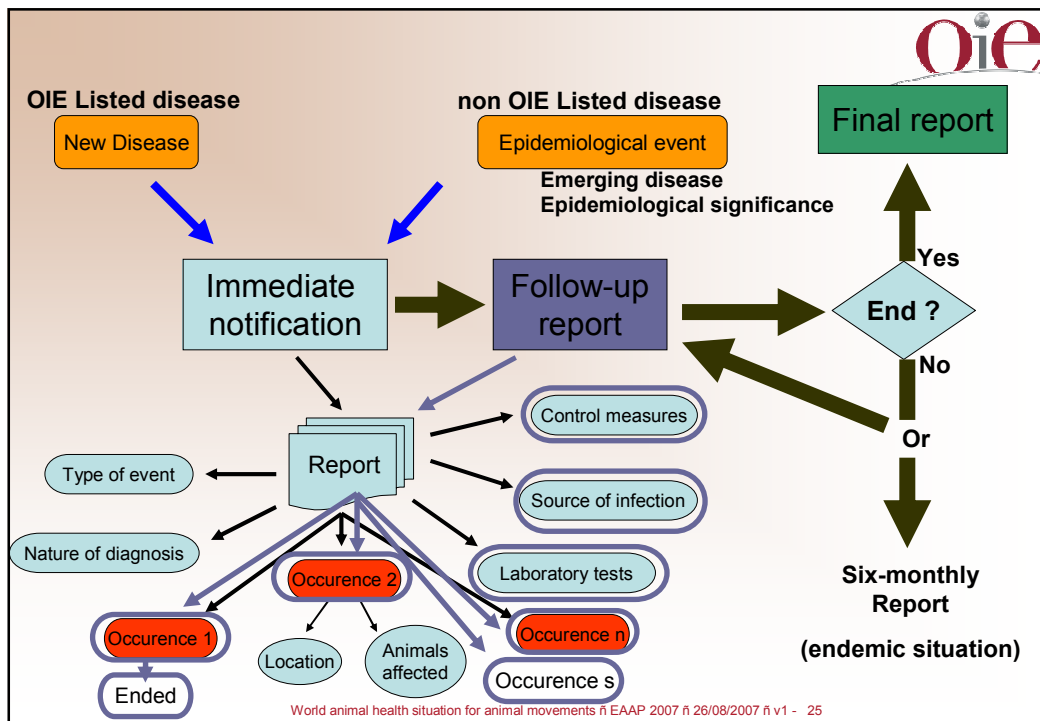 oie
OIE Listed disease
New Disease
non OIE Listed disease
Epidemiological event
Emerging disease
Epidemiological significance
Final report
Immediate
notification
Follow-up
report
Yes
End ?
No
Or
Six-monthly
Report
(endemic situation)
Report
Control measures
Source of infection
Laboratory tests
Type of event
Nature of diagnosis
Occurence 1
Ended
Occurence 2
Location
Animals
affected
Occurence n
Occurence s
World animal health situation for animal movements ñ EAAP 2007 ñ 26/08/2007 ñ v1 - 25